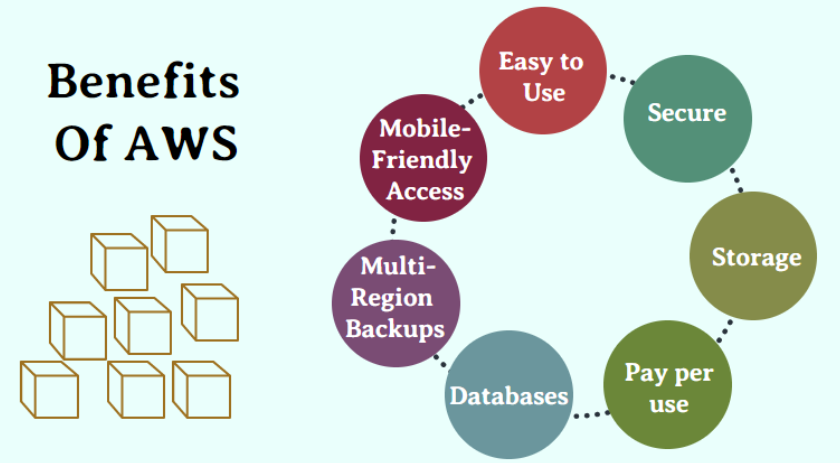 Benefits
Of AWS
Easy to
Use
Secure
Storage
Pay per
use
Databases
Multi-
Region
Backups
Mobile-
Friendly
Access